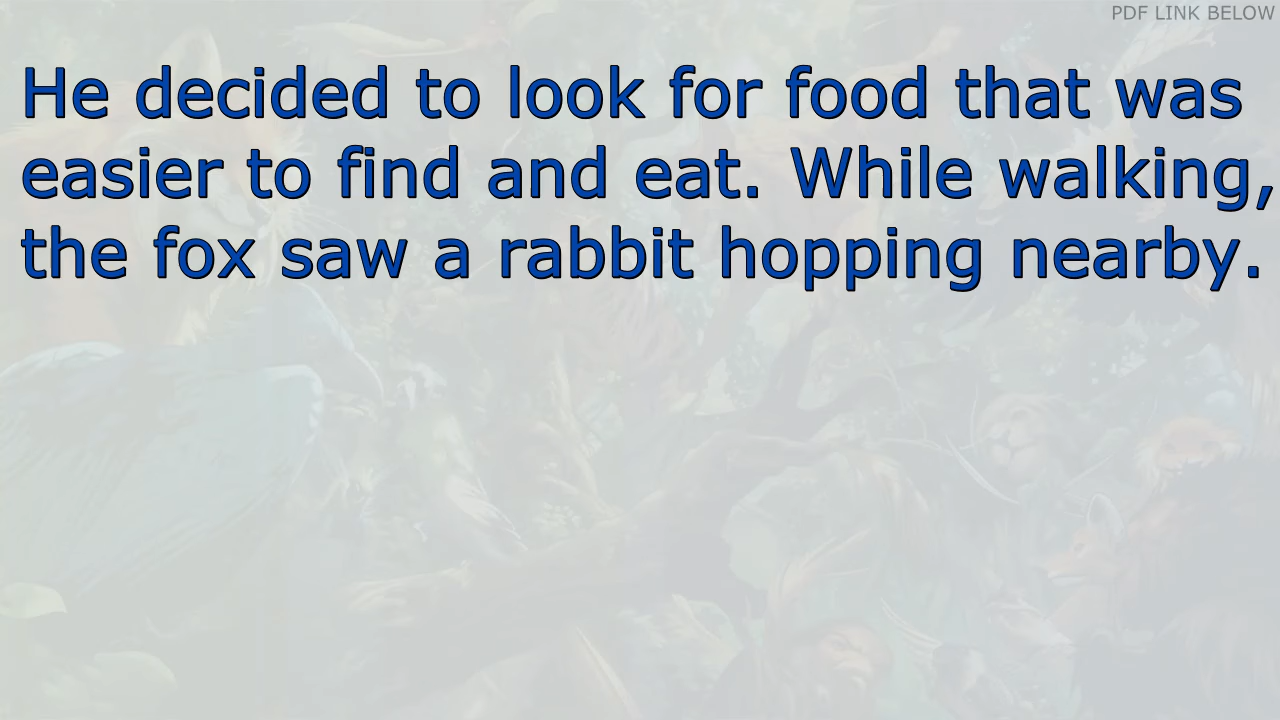 PDF LINK BELOW
He decided to look for food that was
easier to find and eat. While walking,
the fox saw a rabbit hopping nearby.